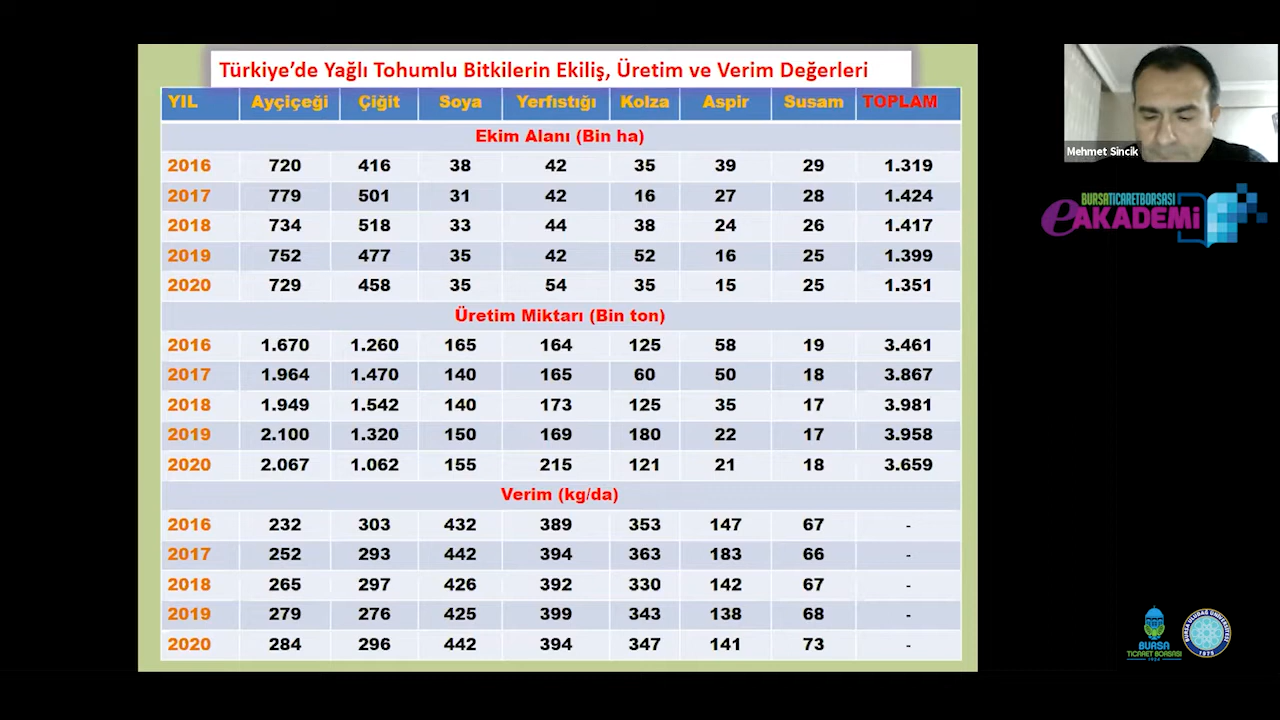 Türkiye’de Yağlı Tohumlu Bitkilerin Ekiliş, Üretim ve Verim Değerleri
YIL Ayçiçeği Çiğit Soya Yerfıstığı Kolza Aspir Susam TOPLAM
Ekim Alanı (Bin ha)
2016 720 416 38 42 35 39 29 1.319
2017 779 501 31 42 16 27 28 1.424
2018 734 518 33 44 38 24 26 1.417
2019 752 477 35 42 52 16 25 1.399
2020 729 458 35 54 35 15 25 1.351
Üretim Miktarı (Bin ton)
2016 1.670 1.260 165 164 125 58 19 3.461
2017 1.964 1.470 140 165 60 50 18 3.867
2018 1.949 1.542 140 173 125 35 17 3.981
2019 2.100 1.320 150 169 180 22 17 3.958
2020 2.067 1.062 155 215 121 21 18 3.659
Verim (kg/da)
2016 232 303 432 389 353 147 67 -
2017 252 293 442 394 363 183 66 -
2018 265 297 426 392 330 142 67 -
2019 279 276 425 399 343 138 68 -
2020 284 296 442 394 347 141 73 -
Mehmet Sincik
BURSATİCARETBORSASI
eAKADEMİ
BURSA
TİCARET BORSASI
1924
BURSA ULUDAĞ ÜNİVERSİTESİ
1975